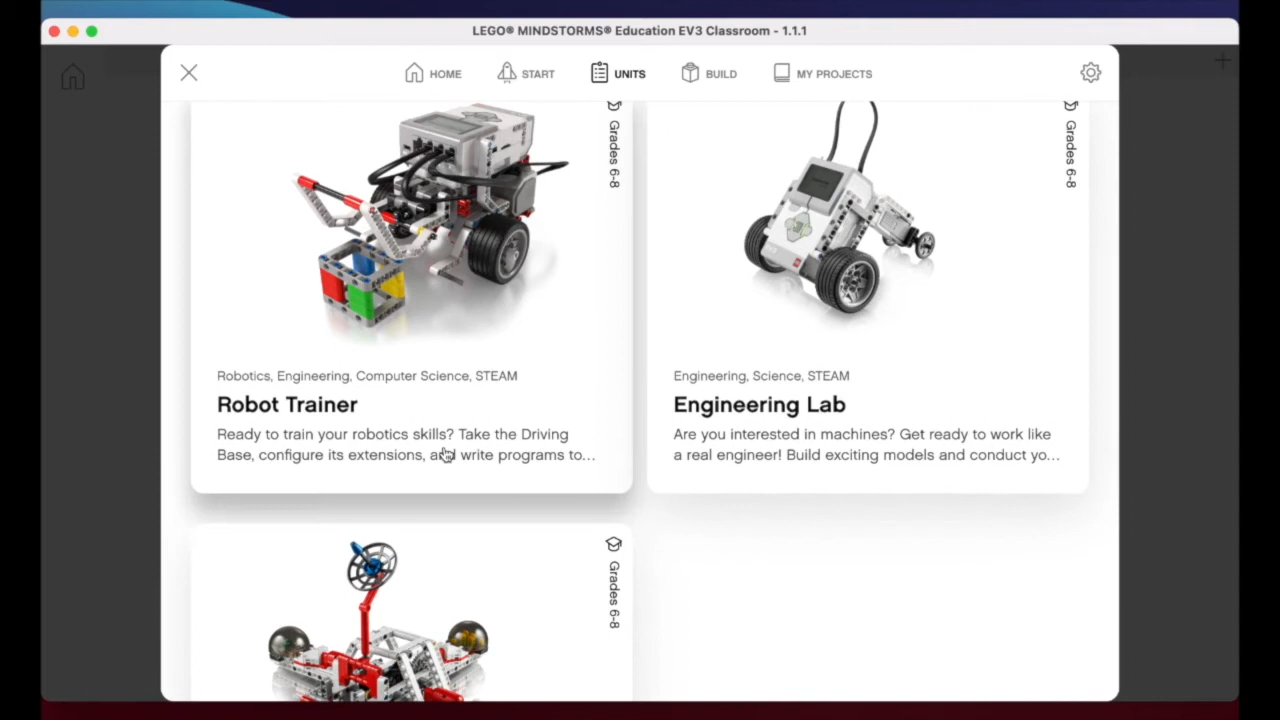 LEGO® MINDSTORMS® Education EV3 Classroom - 1.1.1
HOME
START
UNITS
BUILD
MY PROJECTS
Grades 6-8
Grades 6-8
Robotics, Engineering, Computer Science, STEAM
Robot Trainer
Ready to train your robotics skills? Take the Driving
Base, configure its extensions, and write programs to...
Engineering, Science, STEAM
Engineering Lab
Are you interested in machines? Get ready to work like
a real engineer! Build exciting models and conduct yo...
Grades 6-8